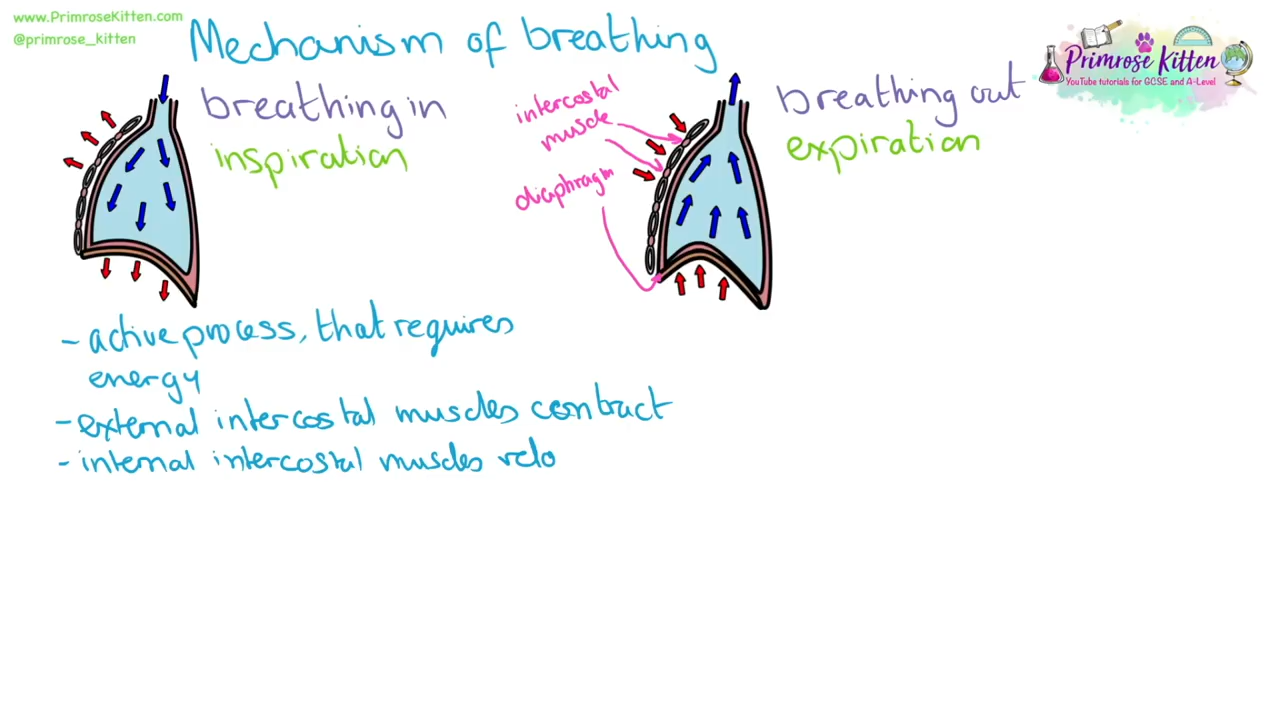 www.PrimroseKitten.com
@primrose_kitten
Mechanism of breathing
Primrose Kitten
YouTube tutorials for GCSE and A-Level
breathing in
inspiration
intercostal
muscle
diaphragm
breathing out
expiration
- active process, that requires
energy
- external intercostal muscles contract
- internal intercostal muscles rela